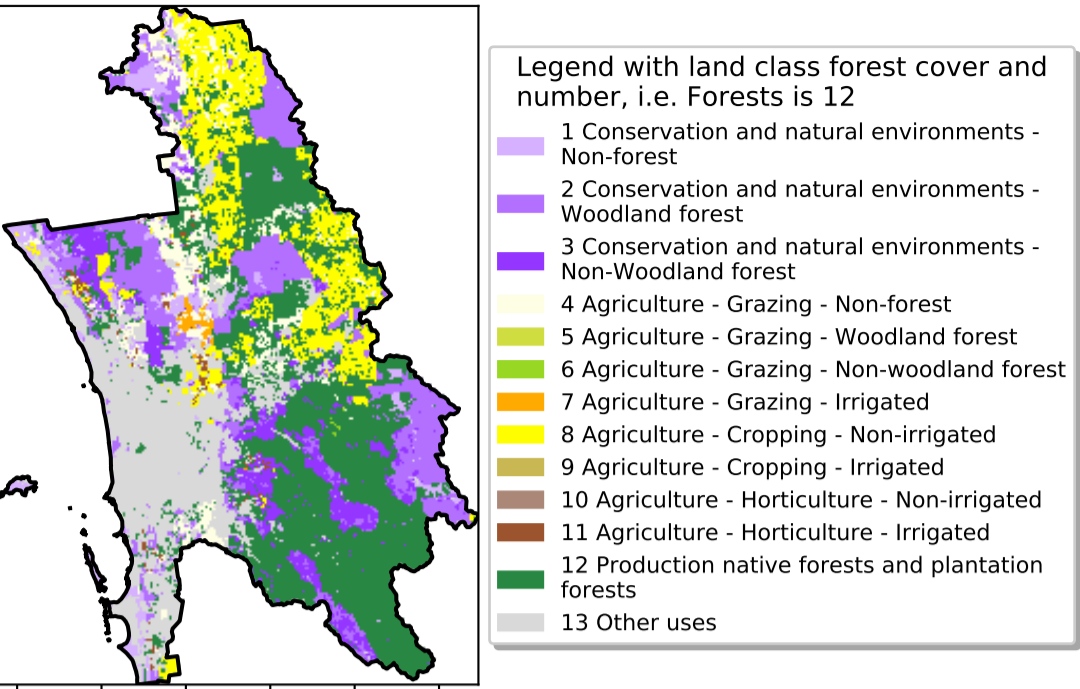 Legend with land class forest cover and
number, i.e. Forests is 12
1 Conservation and natural environments -
Non-forest
2 Conservation and natural environments -
Woodland forest
3 Conservation and natural environments -
Non-Woodland forest
4 Agriculture - Grazing - Non-forest
5 Agriculture - Grazing - Woodland forest
6 Agriculture - Grazing - Non-woodland forest
7 Agriculture - Grazing - Irrigated
8 Agriculture - Cropping - Non-irrigated
9 Agriculture - Cropping - Irrigated
10 Agriculture - Horticulture - Non-irrigated
11 Agriculture - Horticulture - Irrigated
12 Production native forests and plantation
forests
13 Other uses